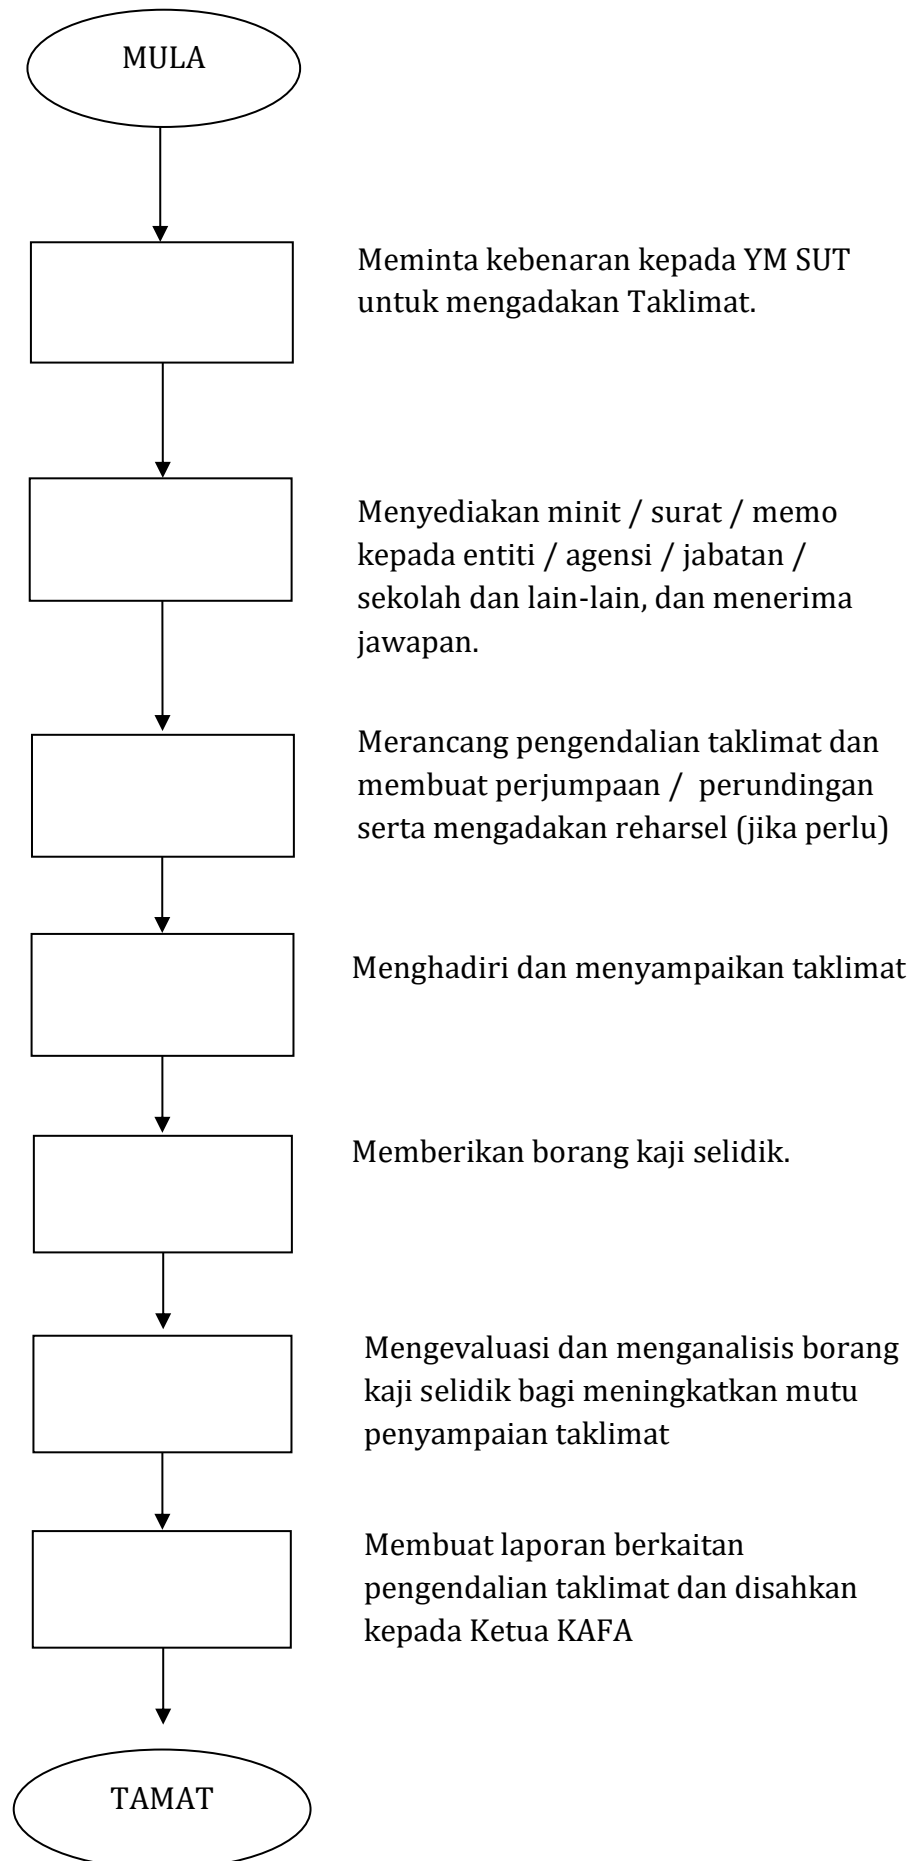 MULA
Meminta kebenaran kepada YM SUT
untuk mengadakan Taklimat.
Menyediakan minit / surat / memo
kepada entiti / agensi / jabatan /
sekolah dan lain-lain, dan menerima
jawapan.
Merancang pengendalian taklimat dan
membuat perjumpaan / perundingan
serta mengadakan reharsel (jika perlu)
Menghadiri dan menyampaikan taklimat
Memberikan borang kaji selidik.
Mengevaluasi dan menganalisis borang
kaji selidik bagi meningkatkan mutu
penyampaian taklimat
Membuat laporan berkaitan
pengendalian taklimat dan disahkan
kepada Ketua KAFA
TAMAT